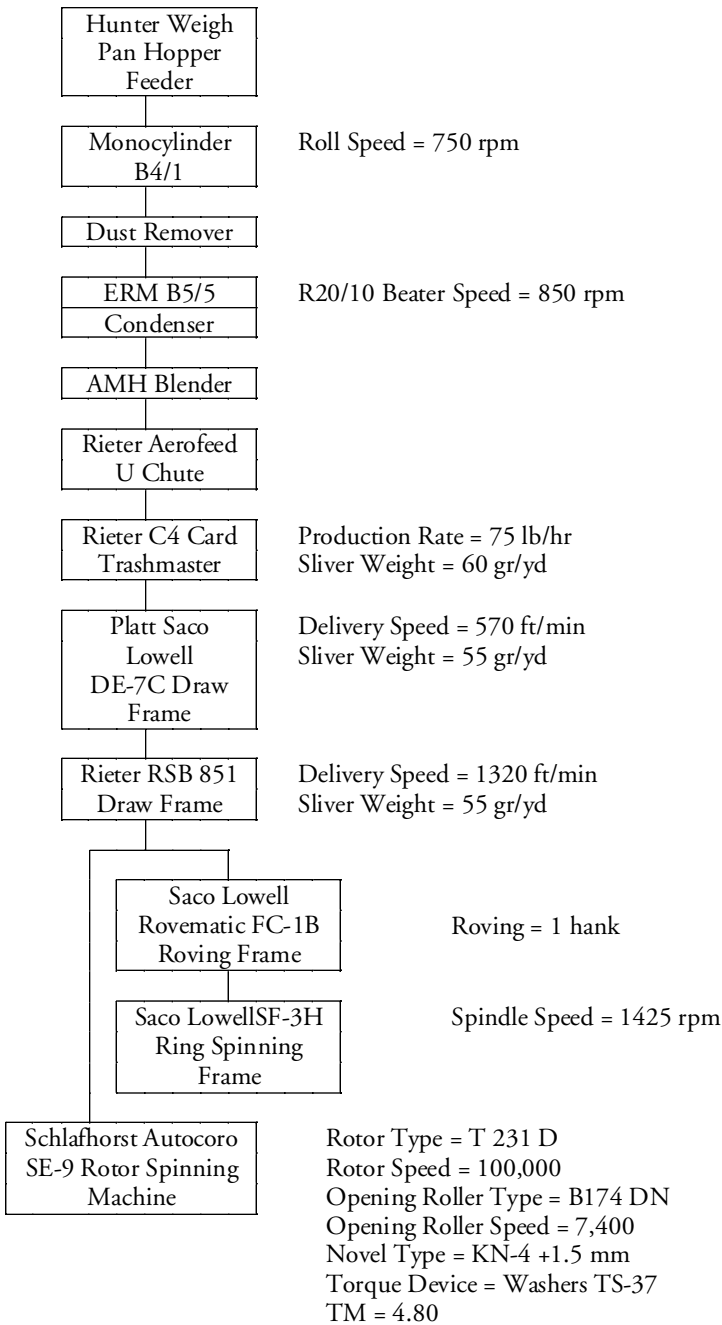 Hunter Weigh
Pan Hopper
Feeder
Monocylinder
B4/1
Roll Speed = 750 rpm
Dust Remover
ERM B5/5
Condenser
R20/10 Beater Speed = 850 rpm
AMH Blender
Rieter Aerofeed
U Chute
Rieter C4 Card
Trashmaster
Production Rate = 75 lb/hr
Sliver Weight = 60 gr/yd
Platt Saco
Lowell
DE-7C Draw
Frame
Delivery Speed = 570 ft/min
Sliver Weight = 55 gr/yd
Rieter RSB 851
Draw Frame
Delivery Speed = 1320 ft/min
Sliver Weight = 55 gr/yd
Saco Lowell
Rovematic FC-1B
Roving Frame
Roving = 1 hank
Saco LowellSF-3H
Ring Spinning
Frame
Spindle Speed = 1425 rpm
Schlafhorst Autocoro
SE-9 Rotor Spinning
Machine
Rotor Type = T 231 D
Rotor Speed = 100,000
Opening Roller Type = B174 DN
Opening Roller Speed = 7,400
Novel Type = KN-4 +1.5 mm
Torque Device = Washers TS-37
TM = 4.80